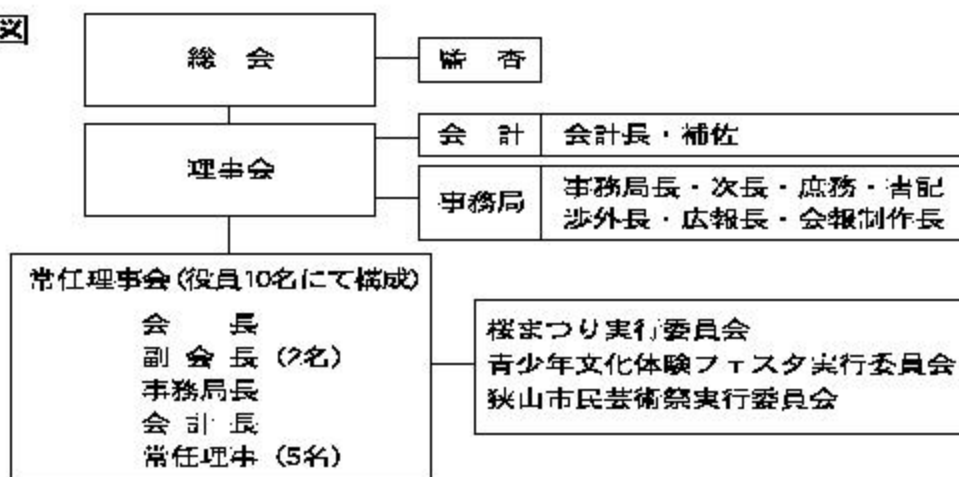 図
総 会
監 査
理事会
会 計
会計長・補佐
事務局
事務局長・次長・庶務・書記
渉外長・広報長・会報制作長
常任理事会(役員10名にて構成)
会 長
副 会 長 (2名)
事務局長
会 計 長
常任理事 (5名)
桜まつり実行委員会
青少年文化体験フェスタ実行委員会
狭山市民芸術祭実行委員会